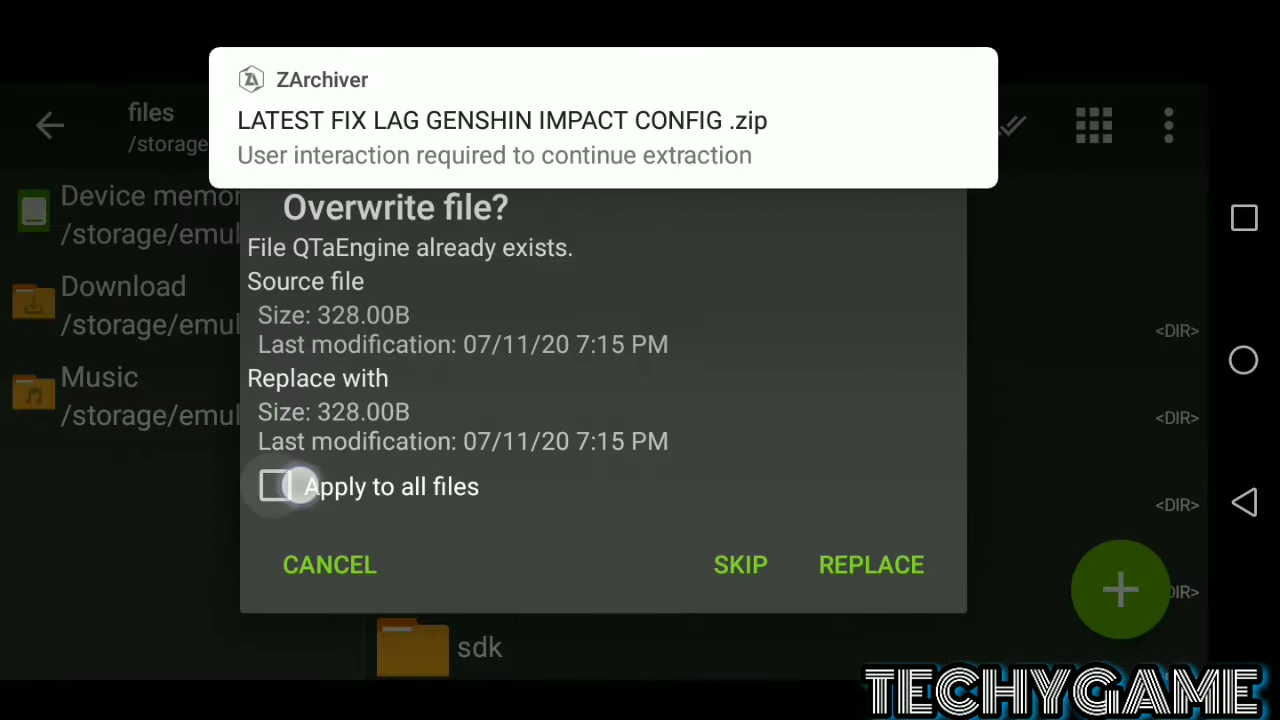 ZArchiver
LATEST FIX LAG GENSHIN IMPACT CONFIG .zip
User interaction required to continue extraction
files
/storage
Device memor
/storage/emul
Download
/storage/emul
Music
/storage/emul
Overwrite file?
File QTaEngine already exists.
Source file
Size: 328.00B
Last modification: 07/11/20 7:15 PM
Replace with
Size: 328.00B
Last modification: 07/11/20 7:15 PM
Apply to all files
CANCEL
SKIP
REPLACE
<DIR>
<DIR>
<DIR>
DIR>
sdk
TECHYGAME